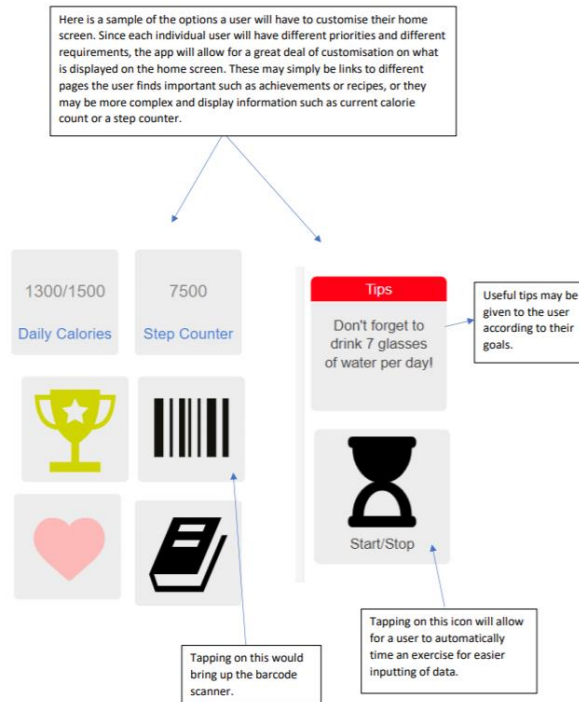 Here is a sample of the options a user will have to customise their home
screen. Since each individual user will have different priorities and different
requirements, the app will allow for a great deal of customisation on what
is displayed on the home screen. These may simply be links to different
pages the user finds important such as achievements or recipes, or they
may be more complex and display information such as current calorie
count or a step counter.
1300/1500
Daily Calories
7500
Step Counter
Tips
Don't forget to
drink 7 glasses
of water per day!
Useful tips may be
given to the user
according to their
goals.
Start/Stop
Tapping on this would
bring up the barcode
scanner.
Tapping on this icon will allow
for a user to automatically
time an exercise for easier
inputting of data.